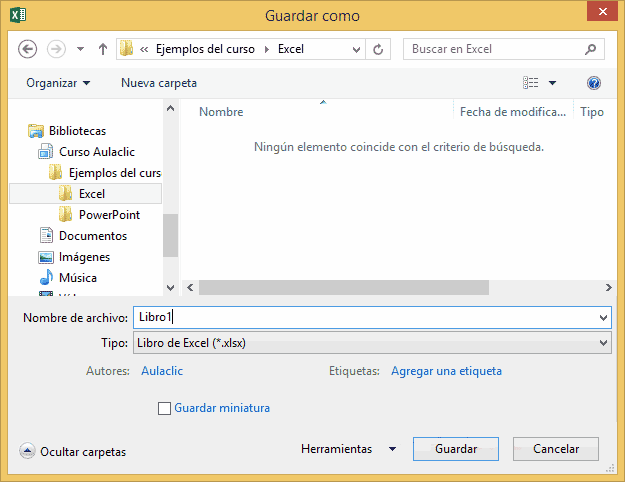 Guardar como
« Ejemplos del curso Excel
Buscar en Excel
Organizar Nueva carpeta
Nombre Fecha de modifica... Tipo
Ningún elemento coincide con el criterio de búsqueda.
Bibliotecas
Curso Aulaclic
Ejemplos del curs
Excel
PowerPoint
Documentos
Imágenes
Música
Nombre de archivo: Libro1
Tipo: Libro de Excel (*.xlsx)
Autores: Aulaclic Etiquetas: Agregar una etiqueta
Guardar miniatura
Ocultar carpetas Herramientas Guardar Cancelar